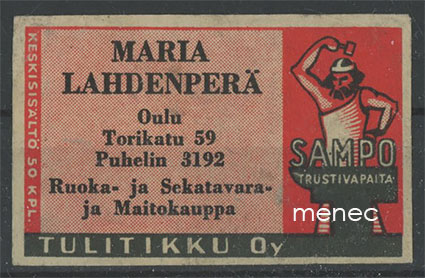 KESKISISÄLTÖ 50 KPL.
MARIA
LAHDENPERÄ
Oulu
Torikatu 59
Puhelin 3192
Ruoka- ja Sekatavara-
ja Maitokauppa
SAMPO
TRUSTIVAPAITA
menec
TULITIKKU Oy